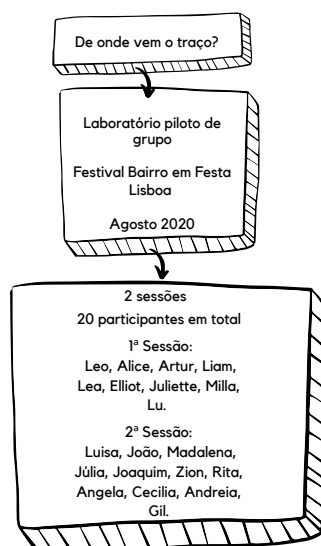 De onde vem o traço?
Laboratório piloto de
grupo
Festival Bairro em Festa
Lisboa
Agosto 2020
2 sessões
20 participantes em total
1ª Sessão:
Leo, Alice, Artur, Liam,
Lea, Elliot, Juliette, Milla,
Lu.
2ª Sessão:
Luisa, João, Madalena,
Júlia, Joaquim, Zion, Rita,
Angela, Cecilia, Andreia,
Gil.